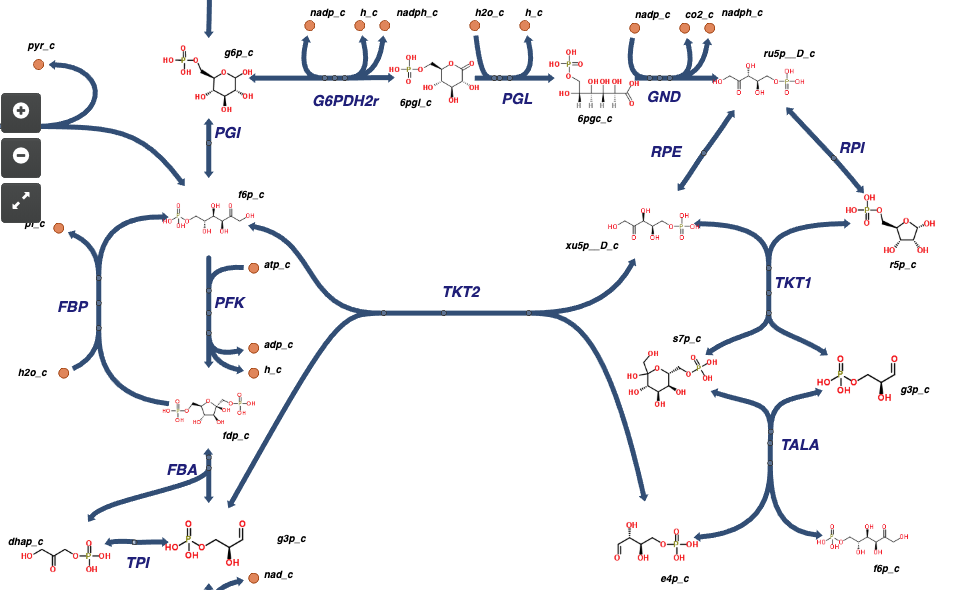 nadp_c
h_c
nadph_c
h2o_c
h_c
nadp_c
co2_c
nadph_c
pyr_c
g6p_c
ru5p__D_c
G6PDH2r
6pgl_c
PGL
6pgc_c
GND
PGI
RPE
RPI
f6p_c
pi_c
xu5p__D_c
r5p_c
atp_c
FBP
PFK
TKT2
TKT1
adp_c
s7p_c
h2o_c
h_c
g3p_c
fdp_c
TALA
FBA
dhap_c
g3p_c
TPI
f6p_c
e4p_c
nad_c